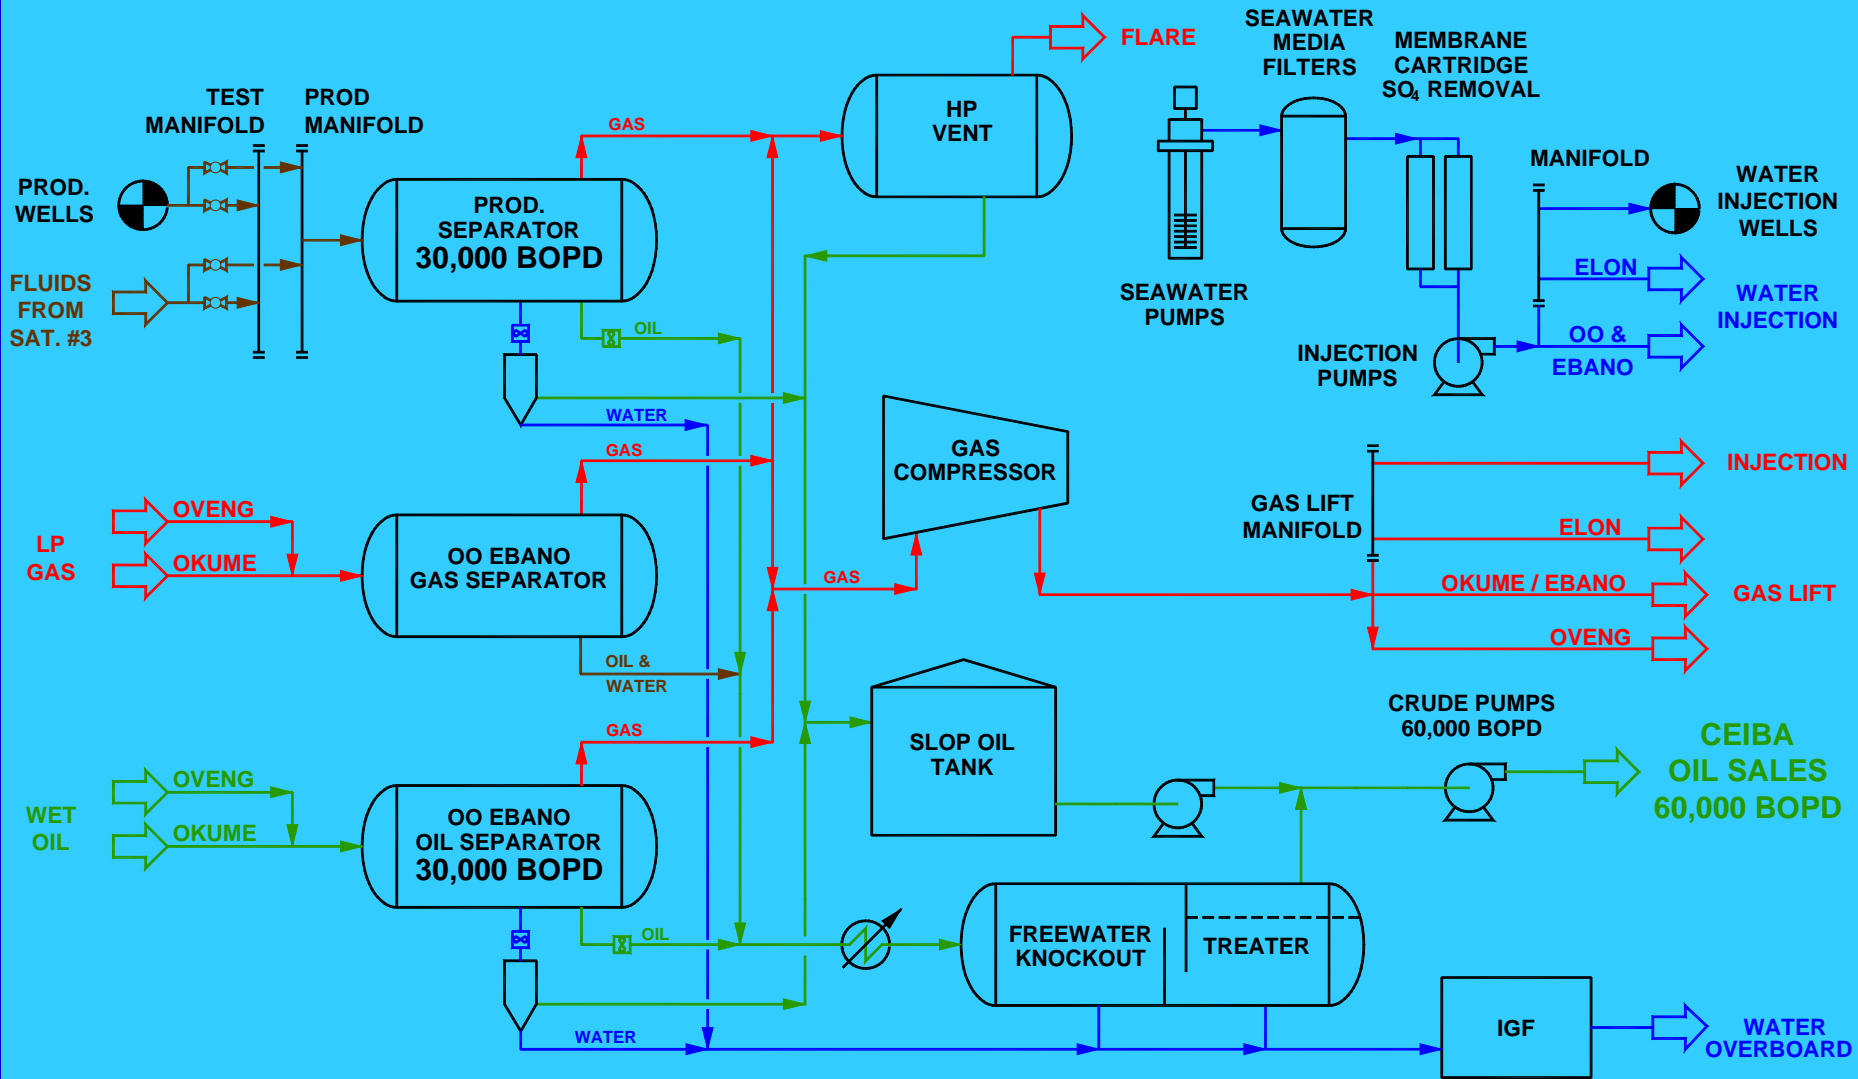 TEST
MANIFOLD
PROD
MANIFOLD
PROD.
WELLS
FLUIDS
FROM
SAT. #3
PROD.
SEPARATOR
30,000 BOPD
GAS
OIL
WATER
HP
VENT
FLARE
SEAWATER
MEDIA
FILTERS
MEMBRANE
CARTRIDGE
SO4 REMOVAL
SEAWATER
PUMPS
MANIFOLD
WATER
INJECTION
WELLS
ELON
WATER
INJECTION
OO &
EBANO
INJECTION
PUMPS
GAS
LP
GAS
OVENG
OKUME
OO EBANO
GAS SEPARATOR
OIL &
WATER
GAS
COMPRESSOR
GAS
GAS LIFT
MANIFOLD
INJECTION
ELON
OKUME / EBANO
OVENG
GAS LIFT
WET
OIL
OVENG
OKUME
GAS
OO EBANO
OIL SEPARATOR
30,000 BOPD
OIL
WATER
SLOP OIL
TANK
CRUDE PUMPS
60,000 BOPD
CEIBA
OIL SALES
60,000 BOPD
FREEWATER
KNOCKOUT
TREATER
IGF
WATER
OVERBOARD